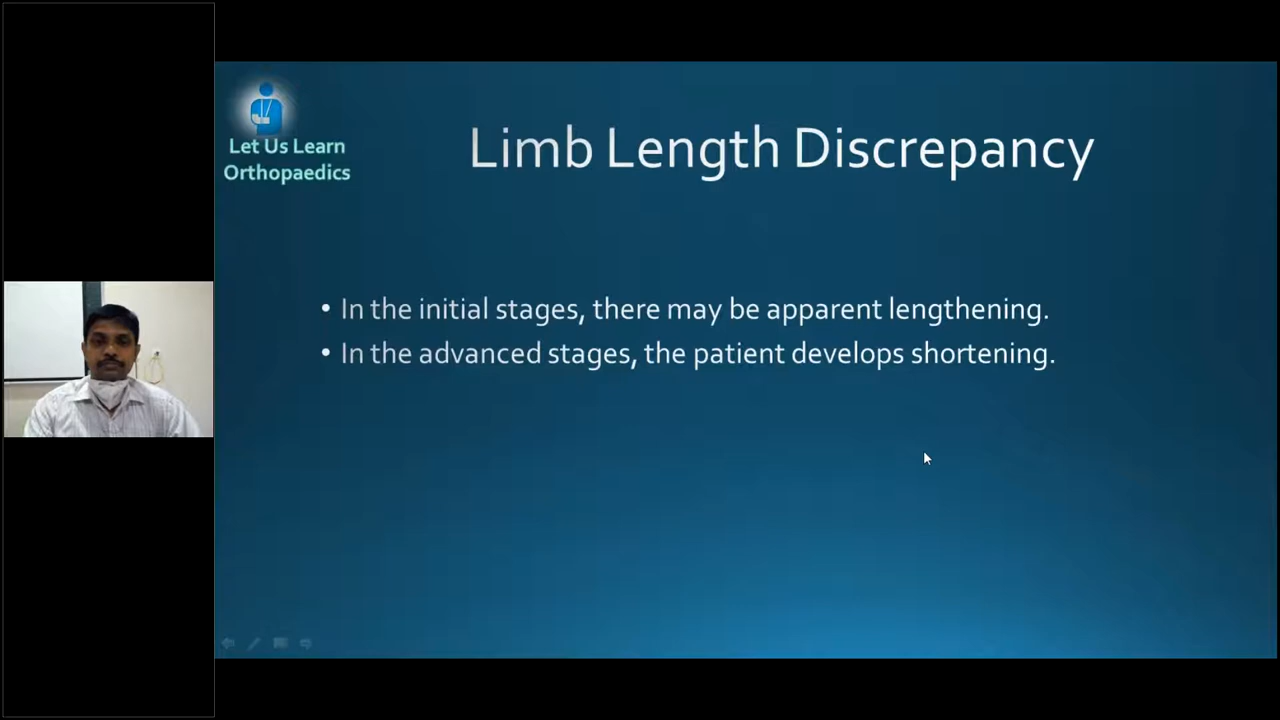 Let Us Learn
Orthopaedics
Limb Length Discrepancy
• In the initial stages, there may be apparent lengthening.
• In the advanced stages, the patient develops shortening.